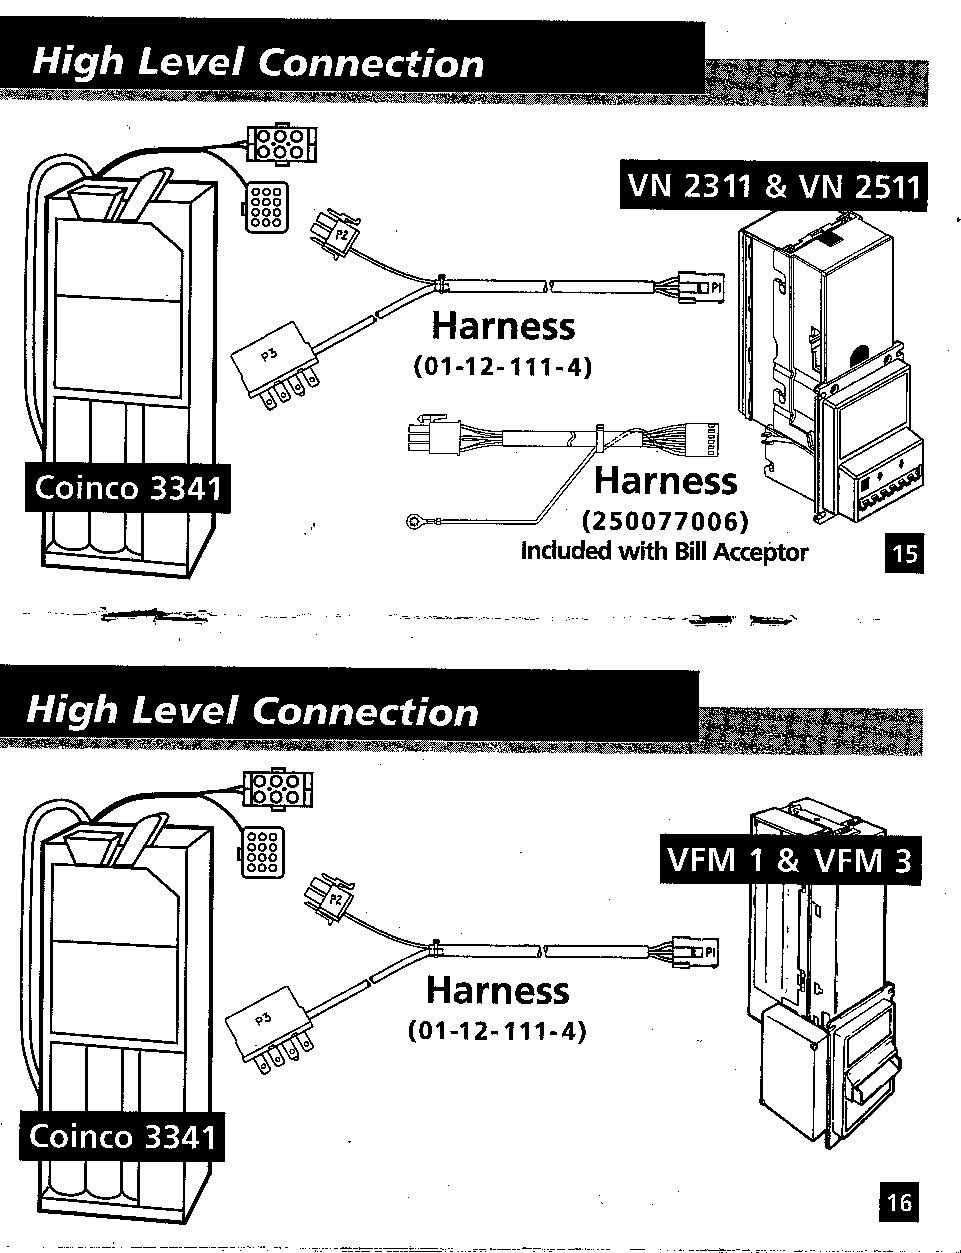 High Level Connection
VN 2311 & VN 2511
P2
P1
Harness
(01-12-111-4)
P3
Coinco 3341
Harness
(250077006)
Included with Bill Acceptor
15
High Level Connection
VFM 1 & VFM 3
P2
P1
Harness
(01-12-111-4)
P3
Coinco 3341
16